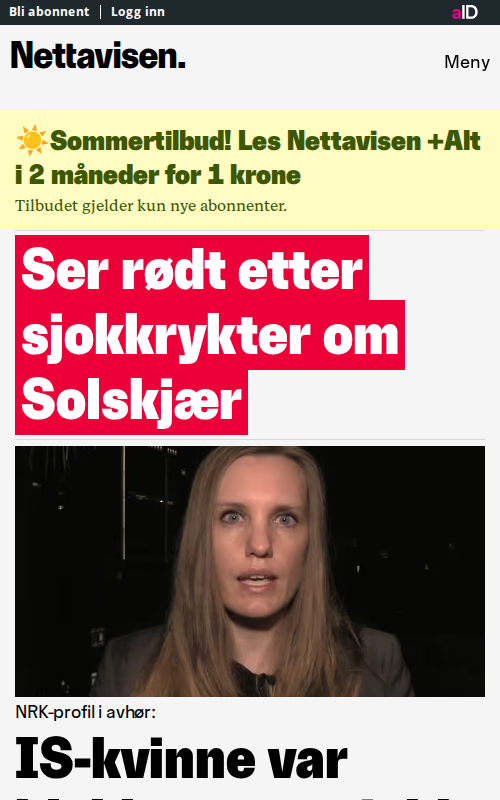 Bli abonnent | Logg inn
aID
Nettavisen.
Meny
☀️Sommertilbud! Les Nettavisen +Alt
i 2 måneder for 1 krone
Tilbudet gjelder kun nye abonnenter.
Ser rødt etter
sjokkrykter om
Solskjær
NRK-profil i avhør:
IS-kvinne var